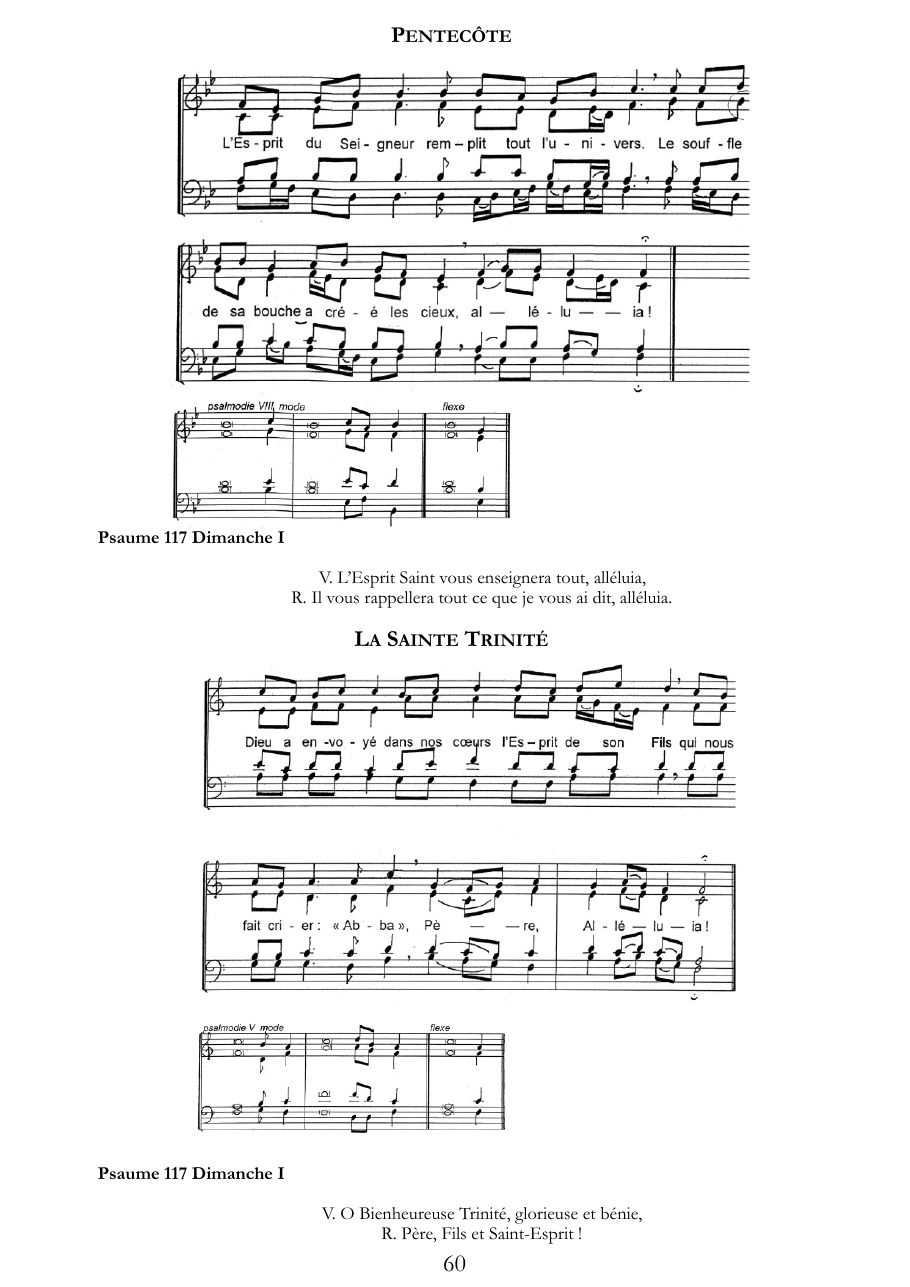 PENTECÔTE
L'Es - prit du Sei - gneur rem - plit tout l'u - ni - vers. Le souf - fle
de sa bouche a cré - é les cieux, al — lé - lu — — ia !
psalmodie VIII mode flexe
Psaume 117 Dimanche I
V. L'Esprit Saint vous enseignera tout, alléluia,
R. Il vous rappellera tout ce que je vous ai dit, alléluia.
LA SAINTE TRINITÉ
Dieu a en -vo - yé dans nos cœurs l'Es – prit de son Fils qui nous
fait cri - er : « Ab - ba », Pè — — re, Al - lé — lu — ia !
psalmodie V mode flexe
Psaume 117 Dimanche I
V. O Bienheureuse Trinité, glorieuse et bénie,
R. Père, Fils et Saint-Esprit !
60